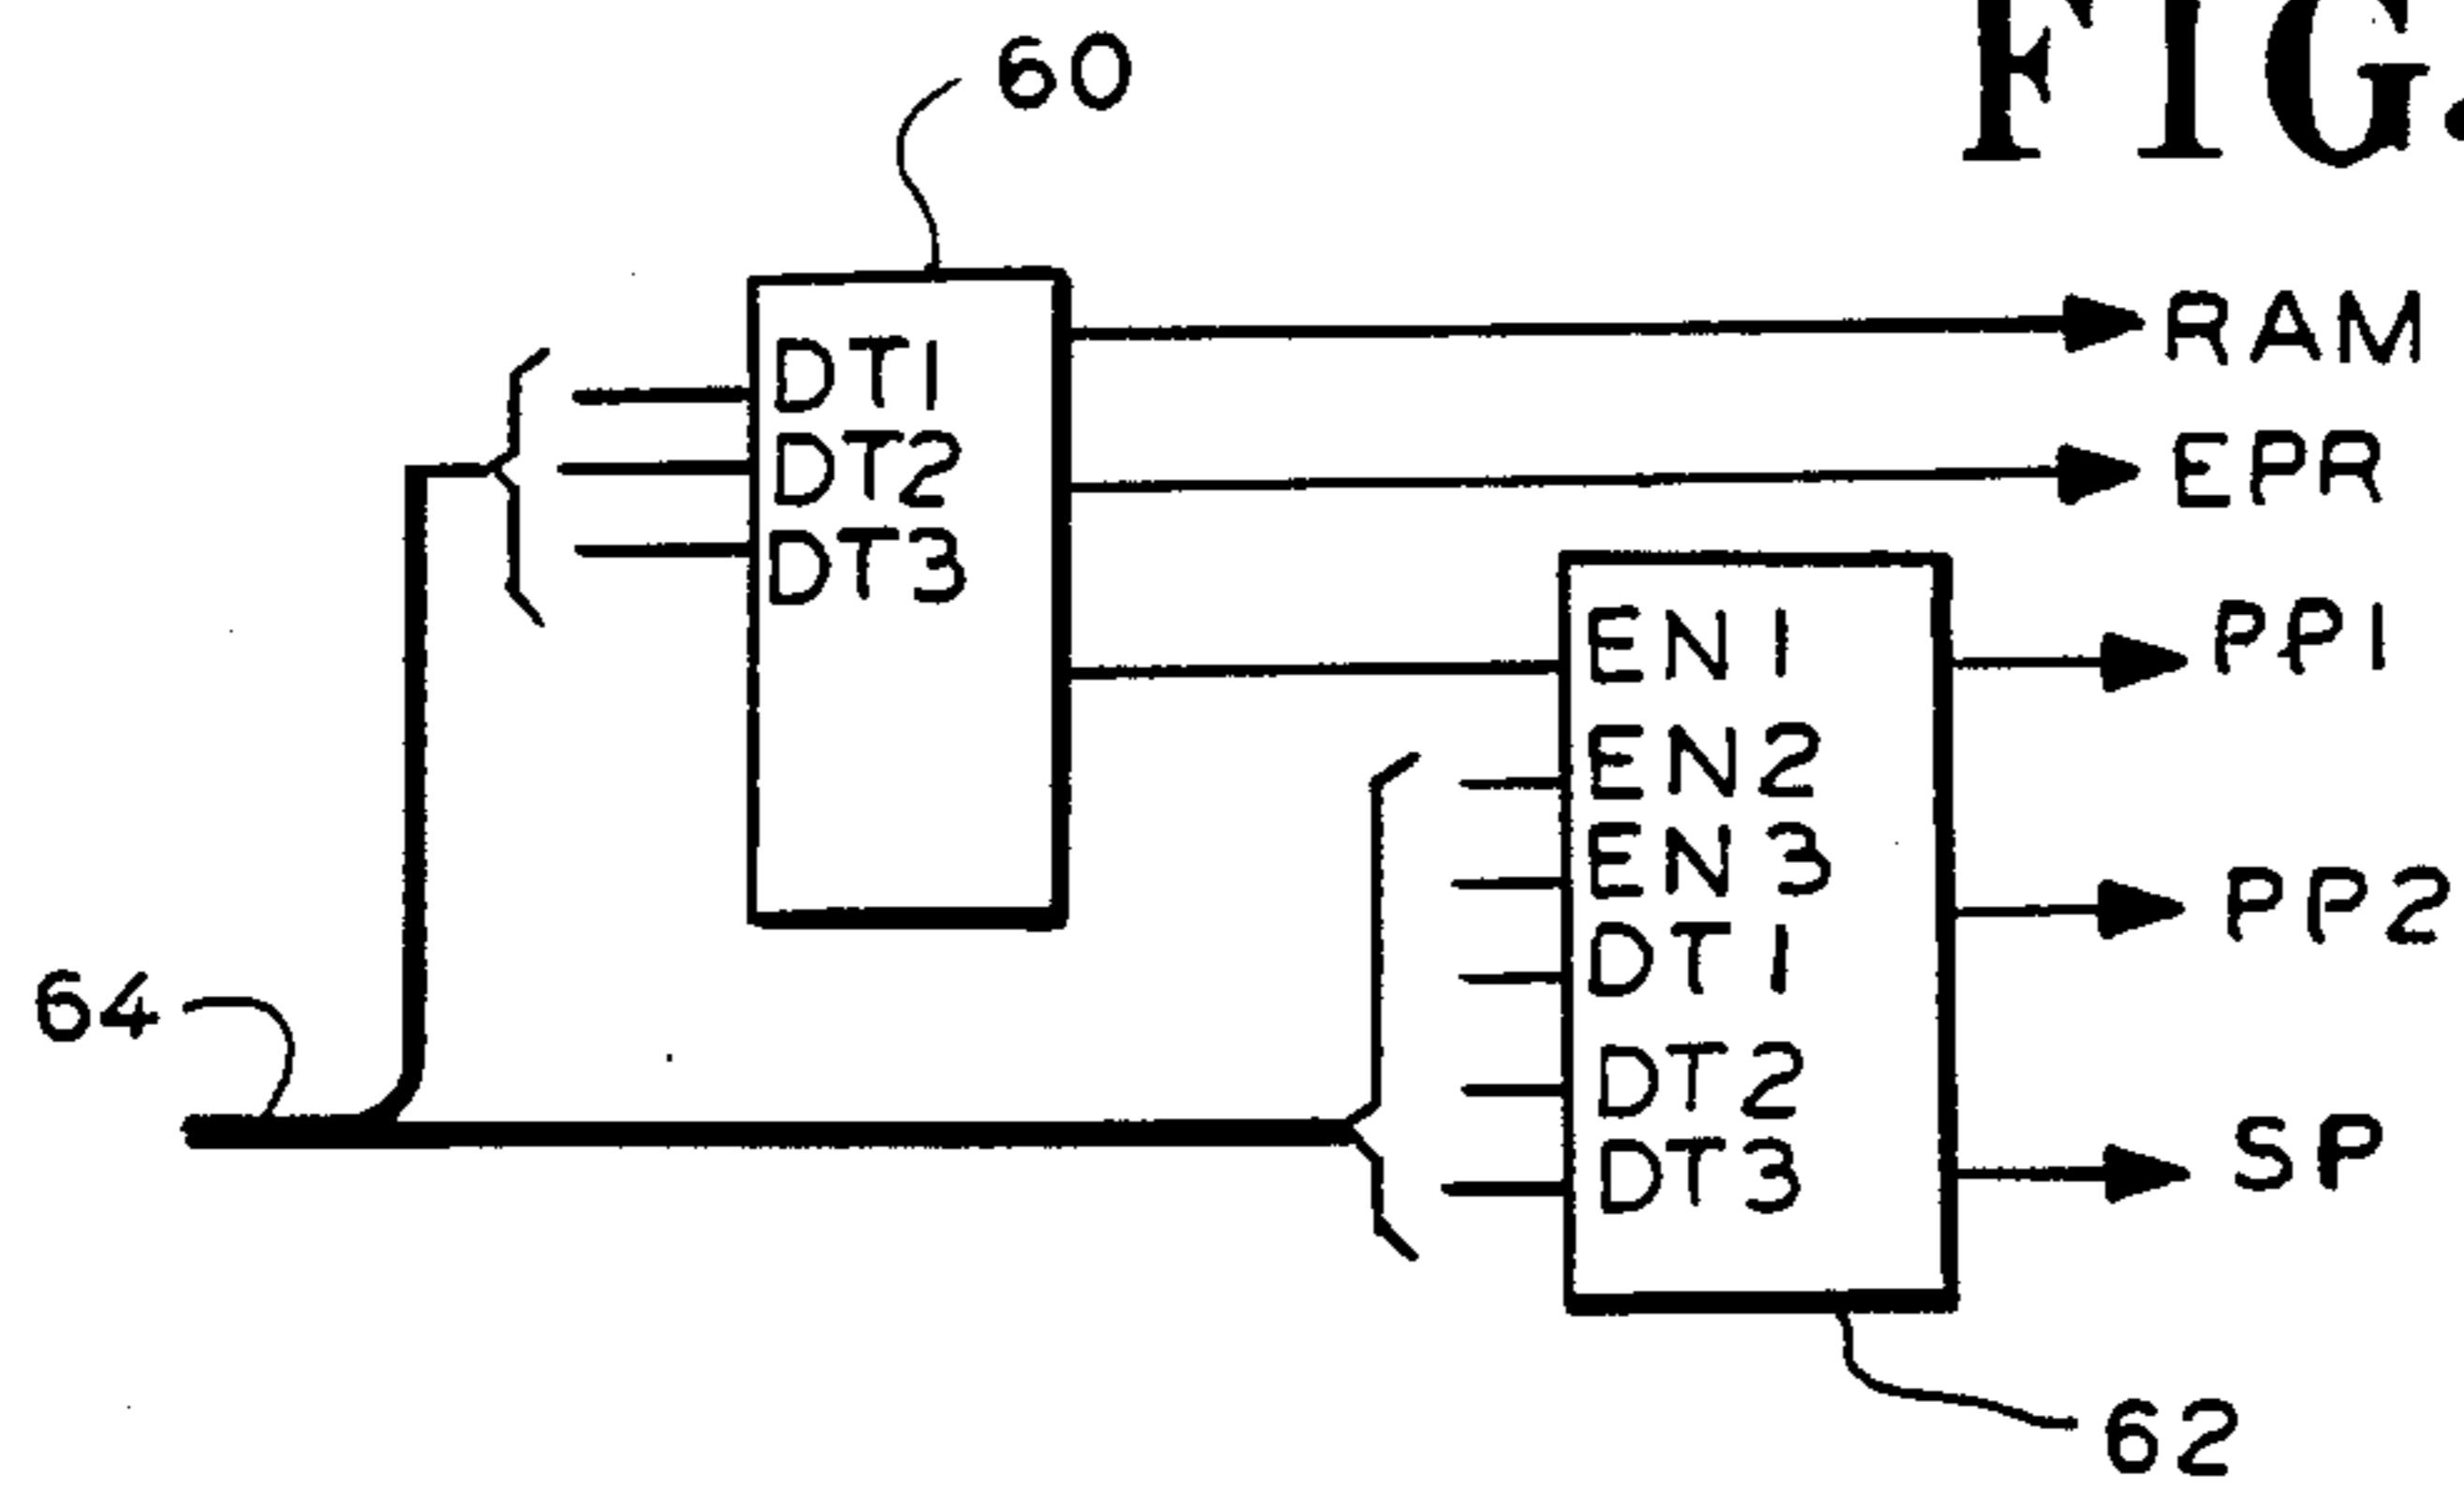 FIG.
60
RAM
DT1
DT2
EPR
DT3
EN1
PP1
EN2
EN3
PP2
DT1
64
DT2
DT3
SP
62